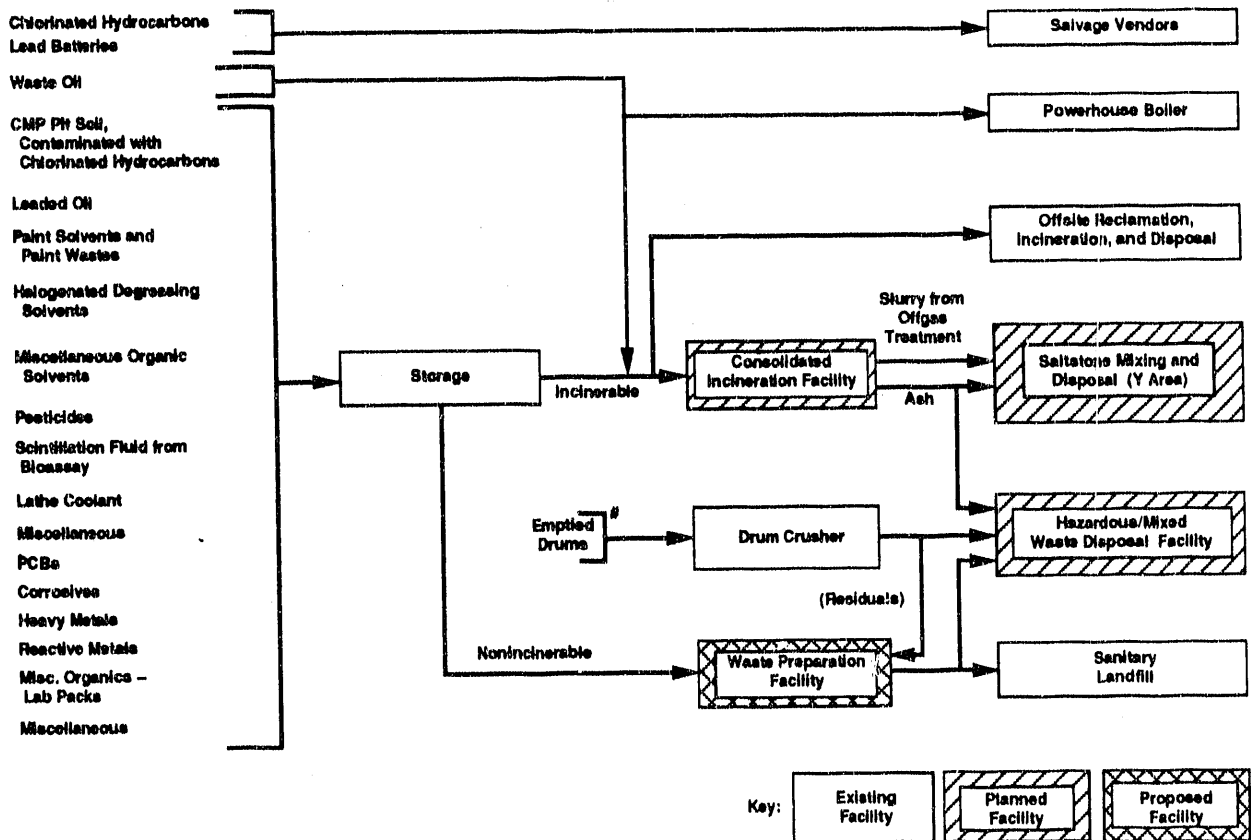 Chlorinated Hydrocarbons
Lead Batteries
Waste Oil
CMP Pit Soil,
Contaminated with
Chlorinated Hydrocarbons
Leaded Oil
Paint Solvents and
Paint Wastes
Halogenated Degreasing
Solvents
Miscellaneous Organic
Solvents
Pesticides
Scintillation Fluid from
Bioassay
Lathe Coolant
Miscellaneous
PCBs
Corrosives
Heavy Metals
Reactive Metals
Misc. Organics –
Lab Packs
Miscellaneous
Storage
Incinerable
Nonincinerable
Emptied
Drums
#
Drum Crusher
(Residuals)
Waste Preparation
Facility
Consolidated
Incineration Facility
Slurry from
Offgas
Treatment
Ash
Salvage Vendors
Powerhouse Boiler
Offsite Reclamation,
Incineration, and Disposal
Saltstone Mixing and
Disposal (Y Area)
Hazardous/Mixed
Waste Disposal Facility
Sanitary
Landfill
Key:
Existing
Facility
Planned
Facility
Proposed
Facility